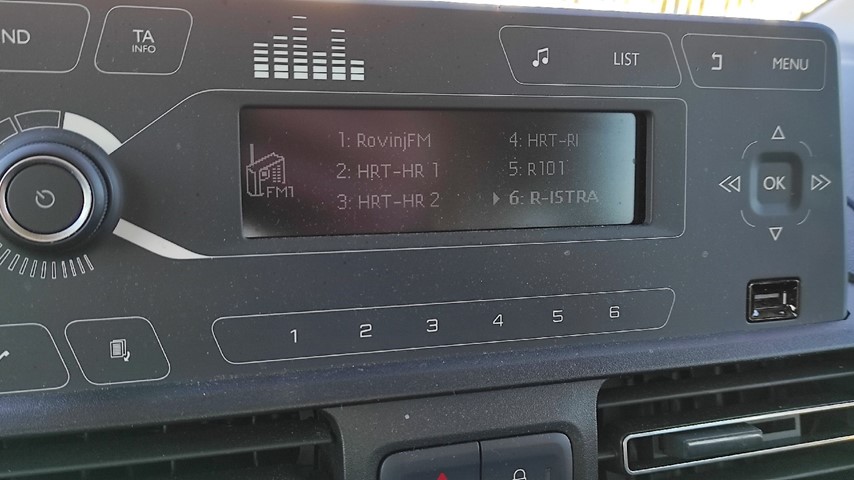 ND
TA
INFO
LIST
MENU
1: RovinjFM
2: HRT-HR 1
3: HRT-HR 2
4: HRT-RI
5: R101
6: R-ISTRA
FM1
OK
1 2 3 4 5 6